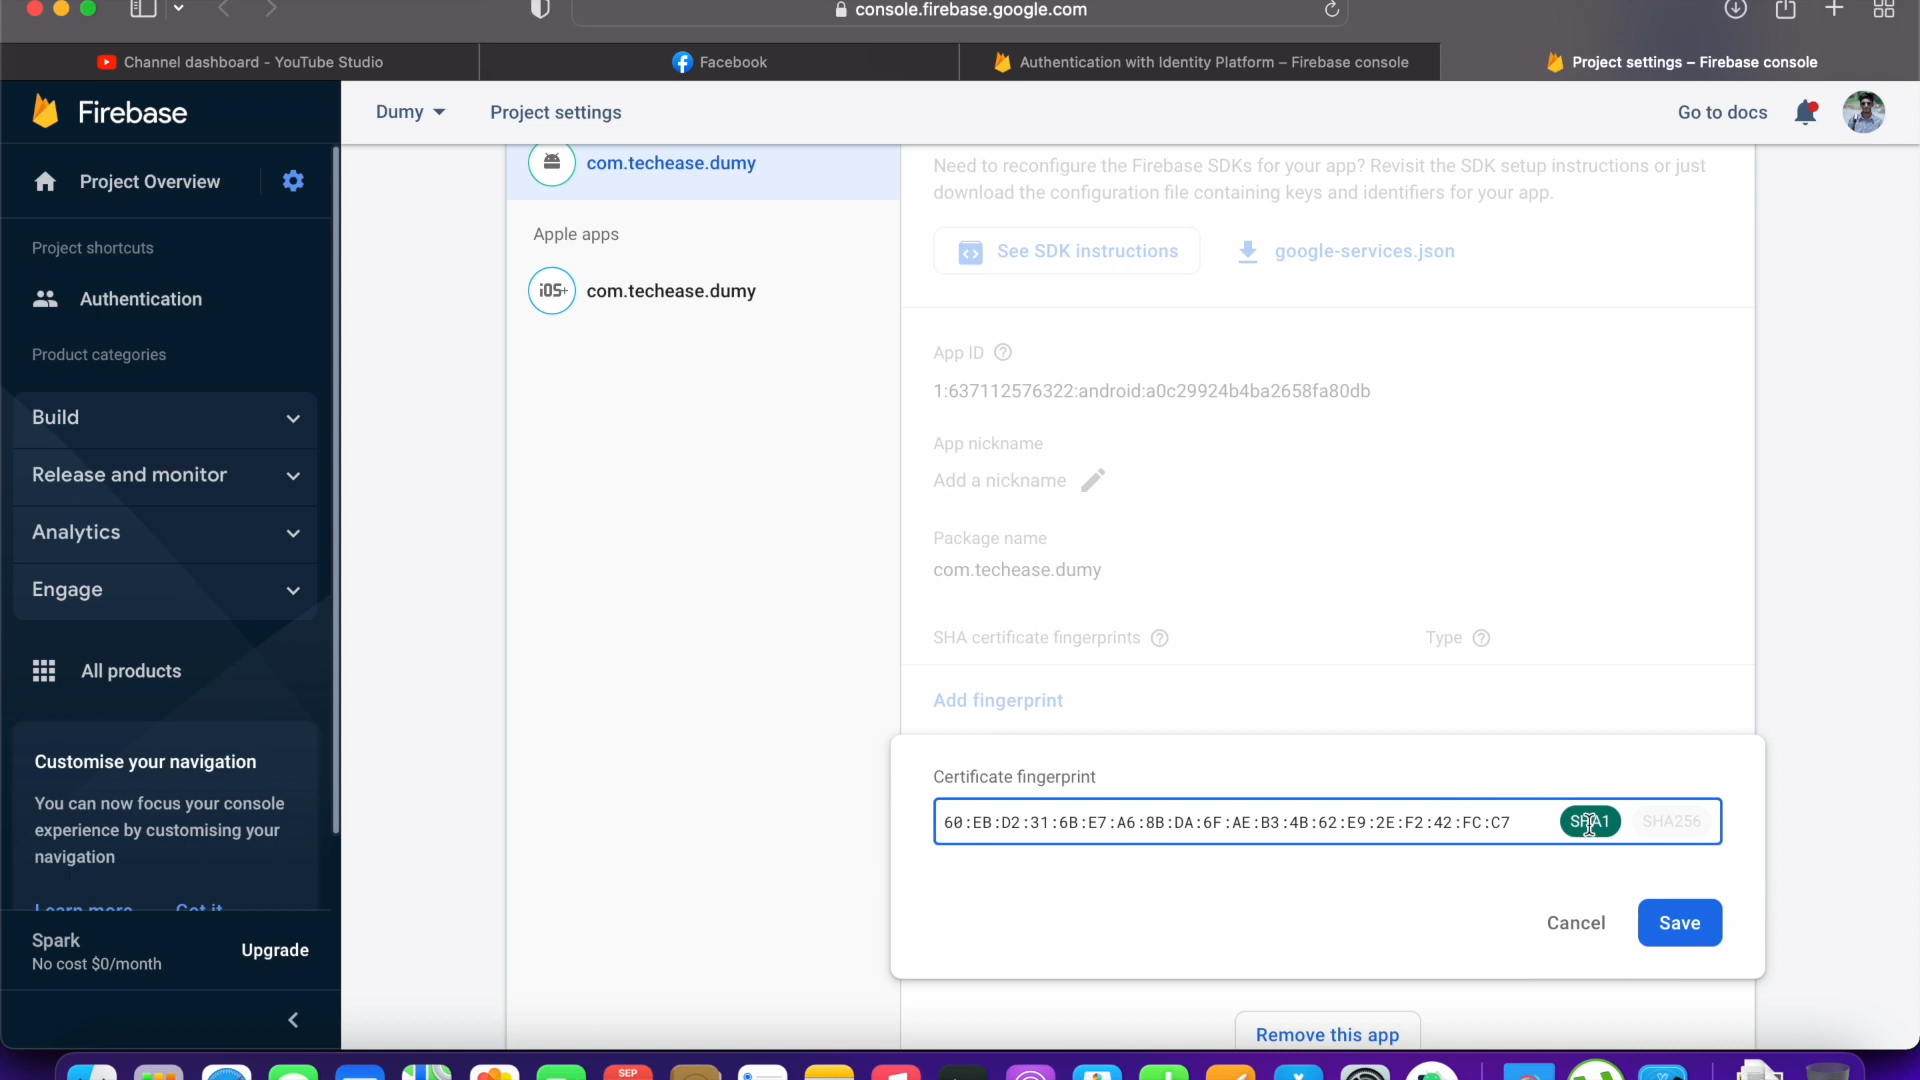 console.firebase.google.com
Channel dashboard - YouTube Studio
Facebook
Authentication with Identity Platform – Firebase console
Project settings – Firebase console
Firebase
Dumy
Project settings
Go to docs
Project Overview
Project shortcuts
Authentication
Product categories
Build
Release and monitor
Analytics
Engage
All products
Customise your navigation
You can now focus your console
experience by customising your
navigation
Learn more
Got it
Spark
No cost $0/month
Upgrade
com.techease.dumy
Apple apps
iOS+
com.techease.dumy
Need to reconfigure the Firebase SDKs for your app? Revisit the SDK setup instructions or just
download the configuration file containing keys and identifiers for your app.
See SDK instructions
google-services.json
App ID
1:637112576322:android:a0c29924b4ba2658fa80db
App nickname
Add a nickname
Package name
com.techease.dumy
SHA certificate fingerprints
Type
Add fingerprint
Certificate fingerprint
60:EB:D2:31:6B:E7:A6:8B:DA:6F:AE:B3:4B:62:E9:2E:F2:42:FC:C7
SHA1
SHA256
Cancel
Save
Remove this app
SEP